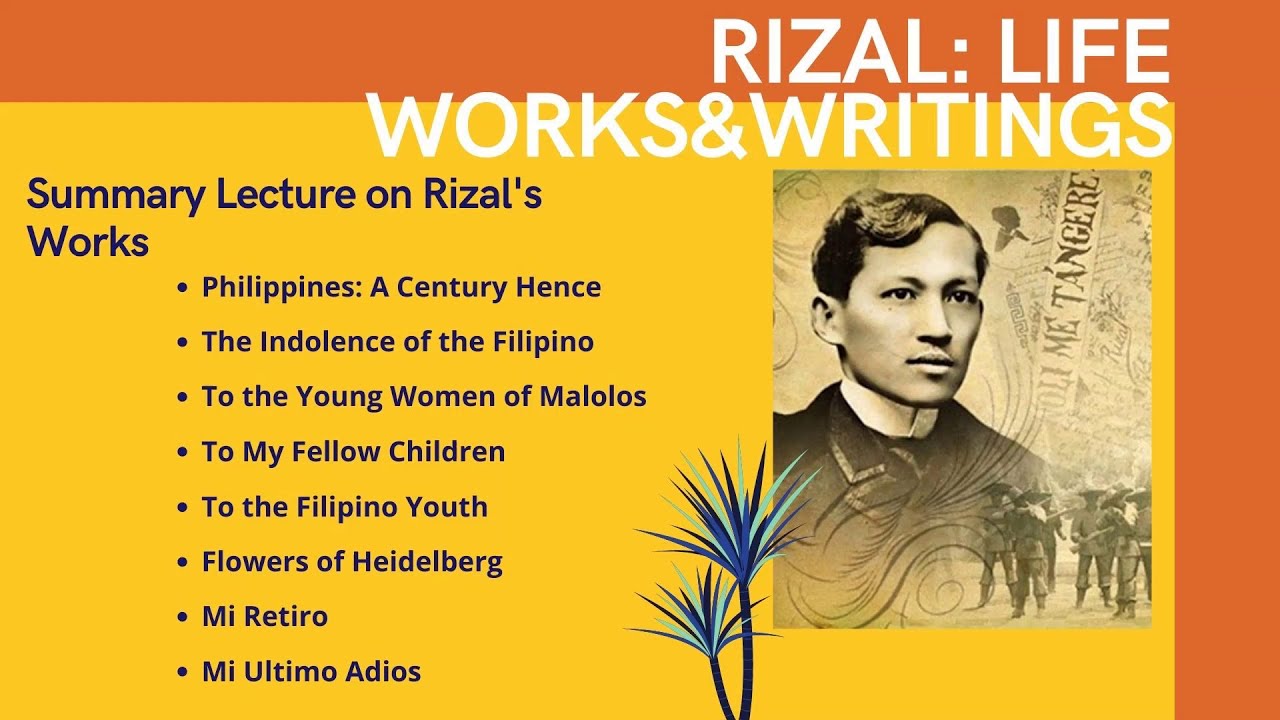 RIZAL: LIFE
WORKS&WRITINGS
Summary Lecture on Rizal's
Works
• Philippines: A Century Hence
• The Indolence of the Filipino
• To the Young Women of Malolos
• To My Fellow Children
• To the Filipino Youth
• Flowers of Heidelberg
• Mi Retiro
• Mi Ultimo Adios
NOLI ME TÁNGERE
Rizal